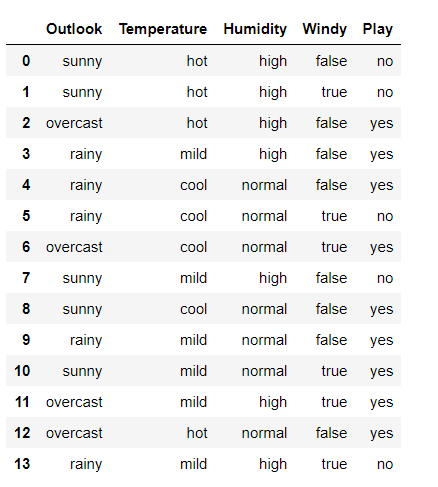 Outlook Temperature Humidity Windy Play
0 sunny hot high false no
1 sunny hot high true no
2 overcast hot high false yes
3 rainy mild high false yes
4 rainy cool normal false yes
5 rainy cool normal true no
6 overcast cool normal true yes
7 sunny mild high false no
8 sunny cool normal false yes
9 rainy mild normal false yes
10 sunny mild normal true yes
11 overcast mild high true yes
12 overcast hot normal false yes
13 rainy mild high true no